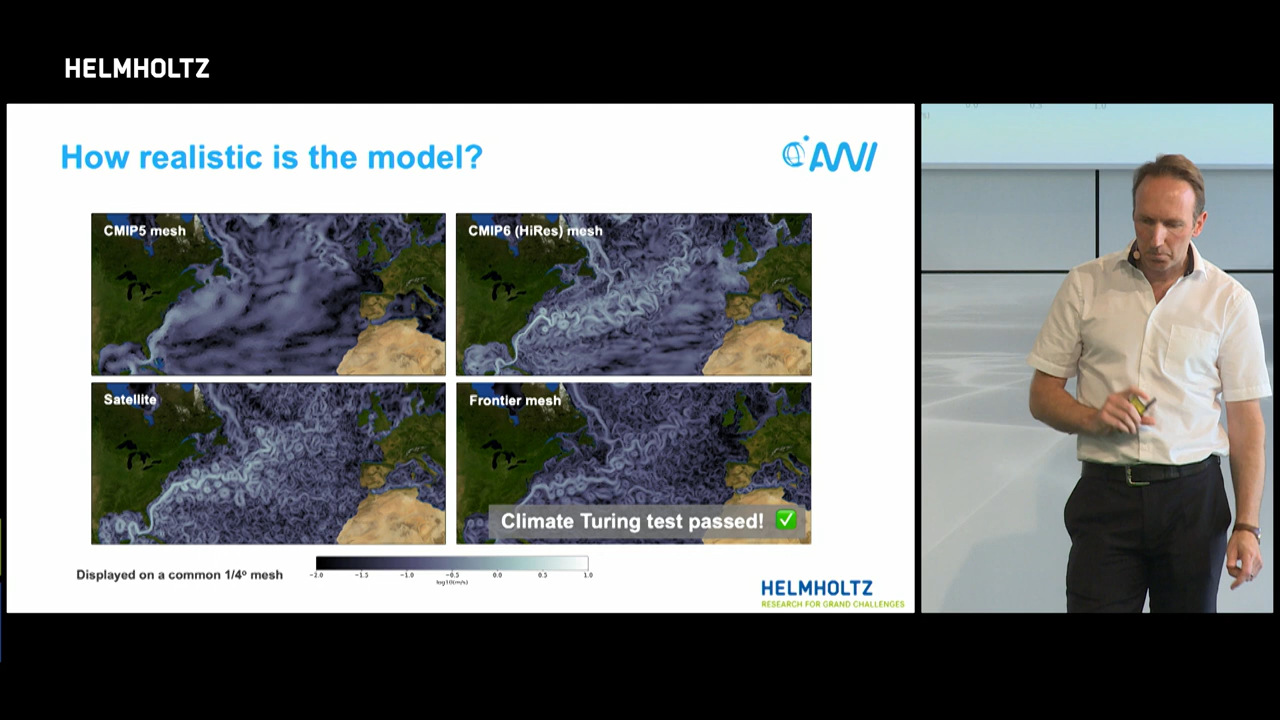 HELMHOLTZ
How realistic is the model?
AWI
CMIP5 mesh
CMIP6 (HiRes) mesh
Satellite
Frontier mesh
Climate Turing test passed!
Displayed on a common 1/4º mesh
-2.0 -1.5 -1.0 -0.5 0.0 0.5 1.0
log10(m/s)
HELMHOLTZ
RESEARCH FOR GRAND CHALLENGES